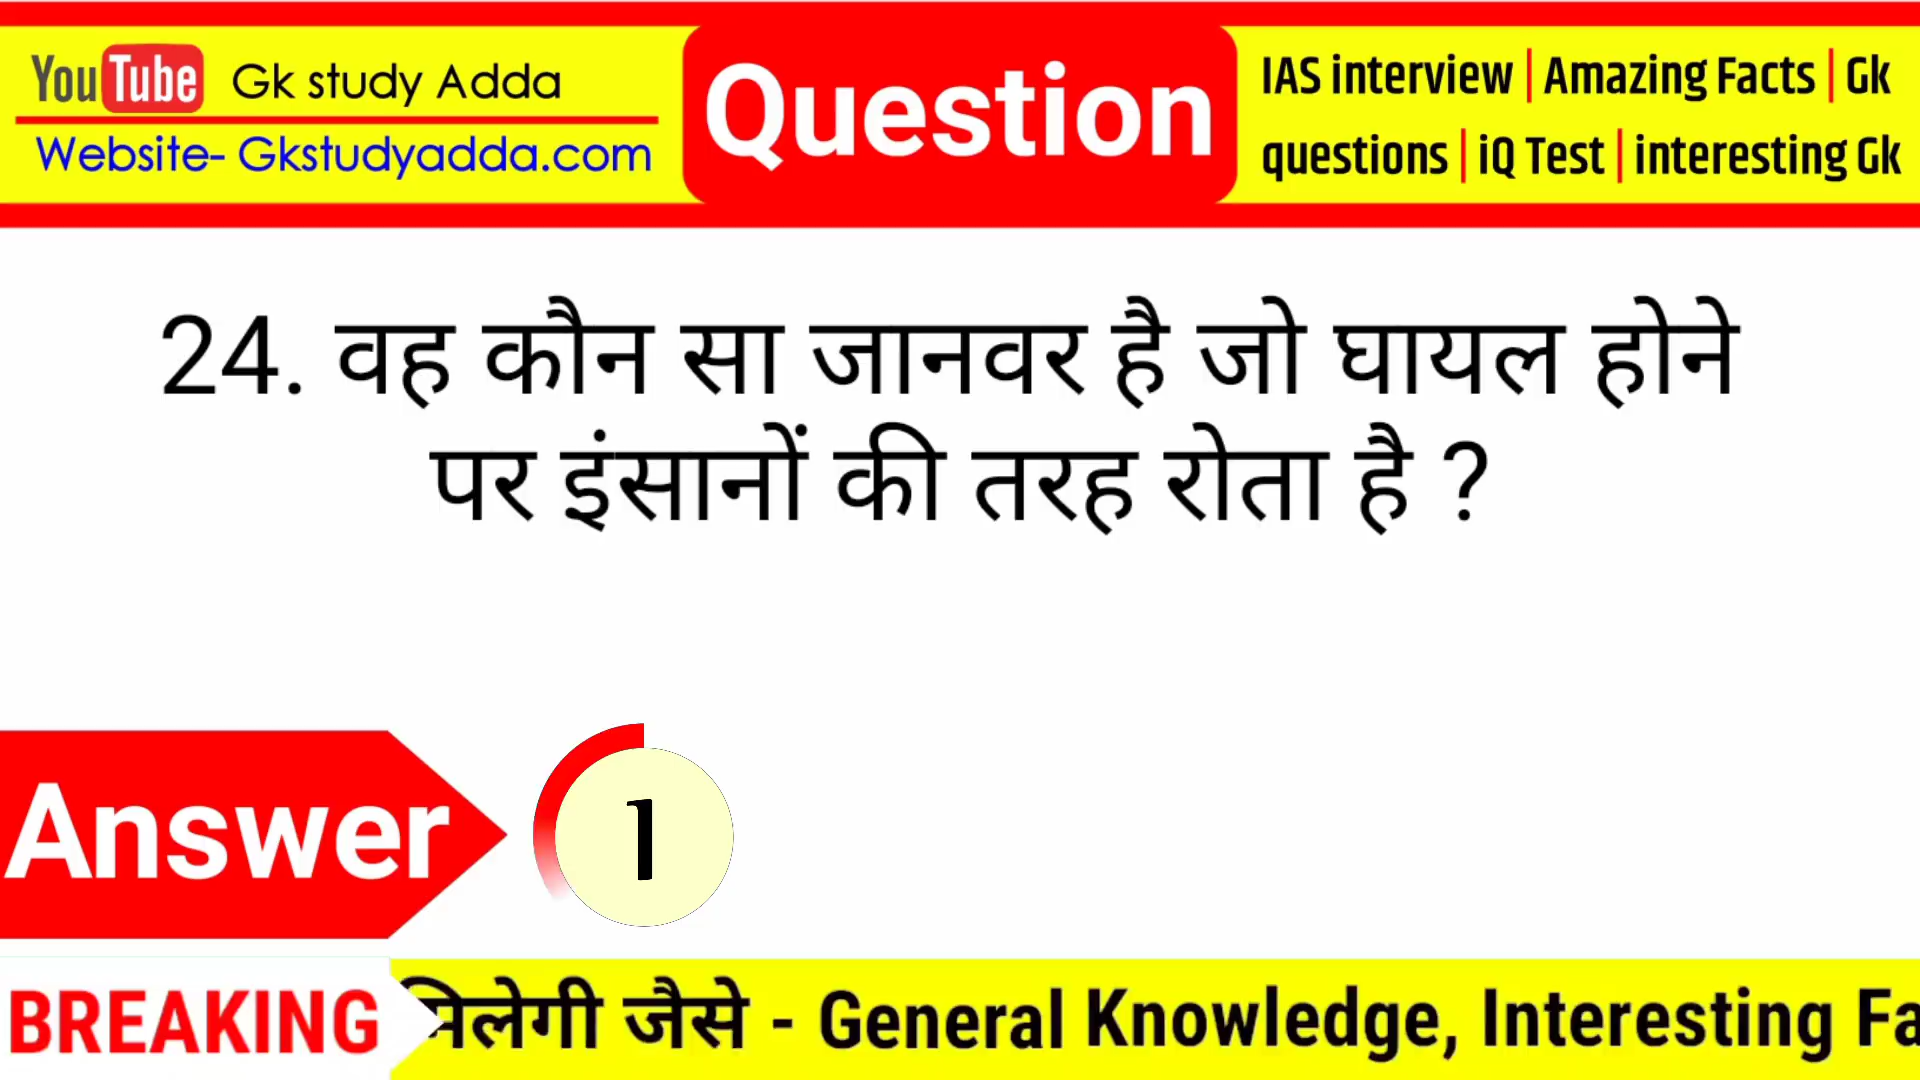 YouTube Gk study Adda
Website- Gkstudyadda.com
Question
IAS interview | Amazing Facts | Gk
questions | iQ Test | interesting Gk
24. वह कौन सा जानवर है जो घायल होने
पर इंसानों की तरह रोता है ?
Answer
1
BREAKING
मिलेगी जैसे - General Knowledge, Interesting Fa